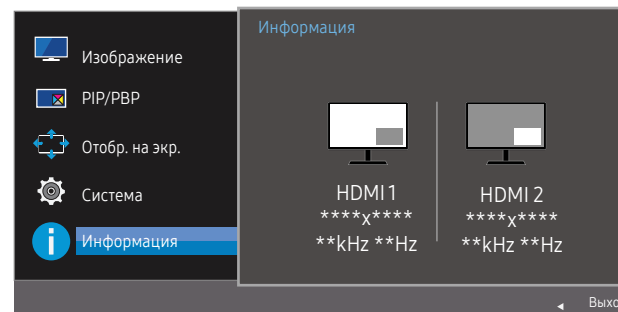 Информация
Изображение
PIP/PBP
Отобр. на экр.
Система
Информация
HDMI 1
****x****
**kHz **Hz
HDMI 2
****x****
**kHz **Hz